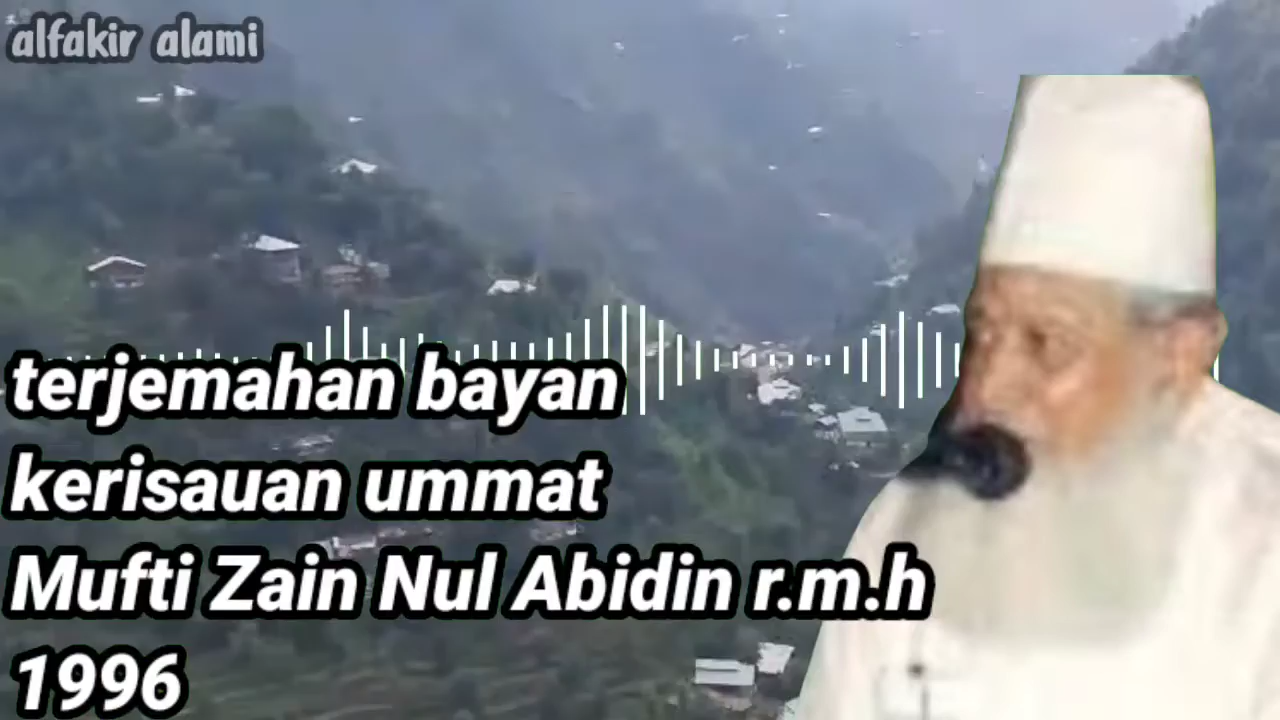 alfakir alami
terjemahan bayan
kerisauan ummat
Mufti Zain Nul Abidin r.m.h
1996